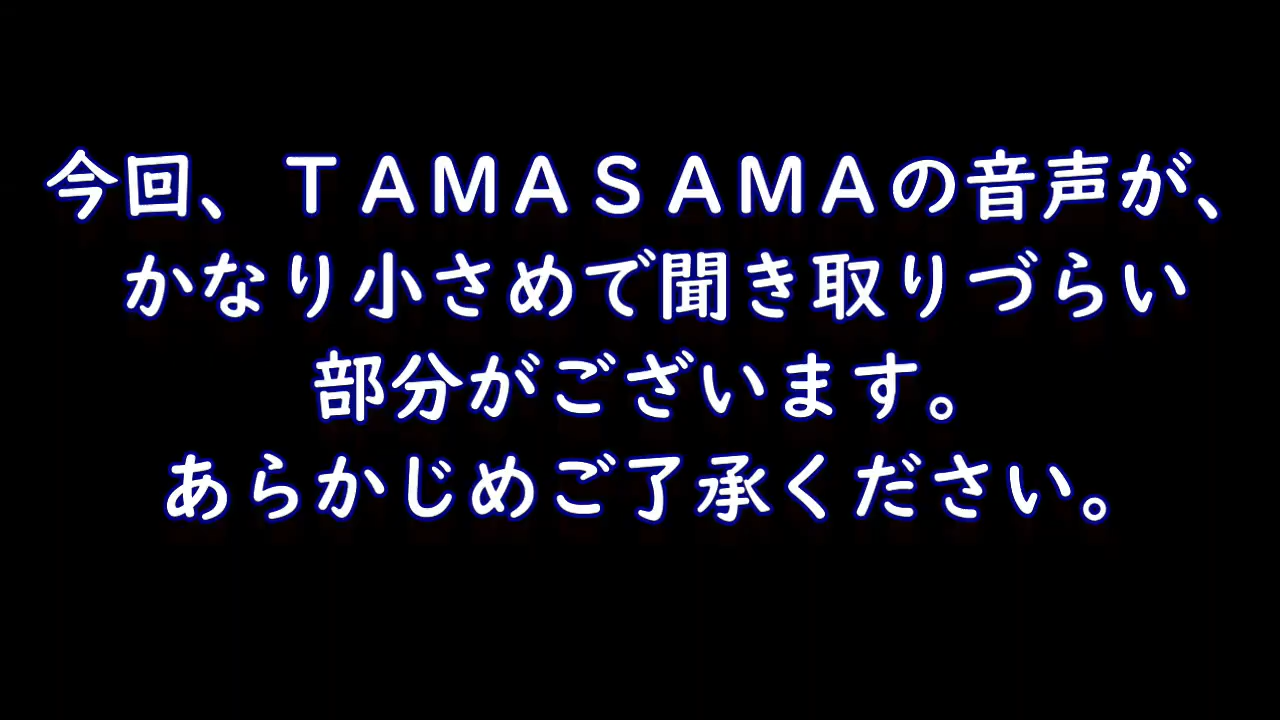 今回、ＴＡＭＡＳＡＭＡの音声が、
かなり小さめで聞き取りづらい
部分がございます。
あらかじめご了承ください。